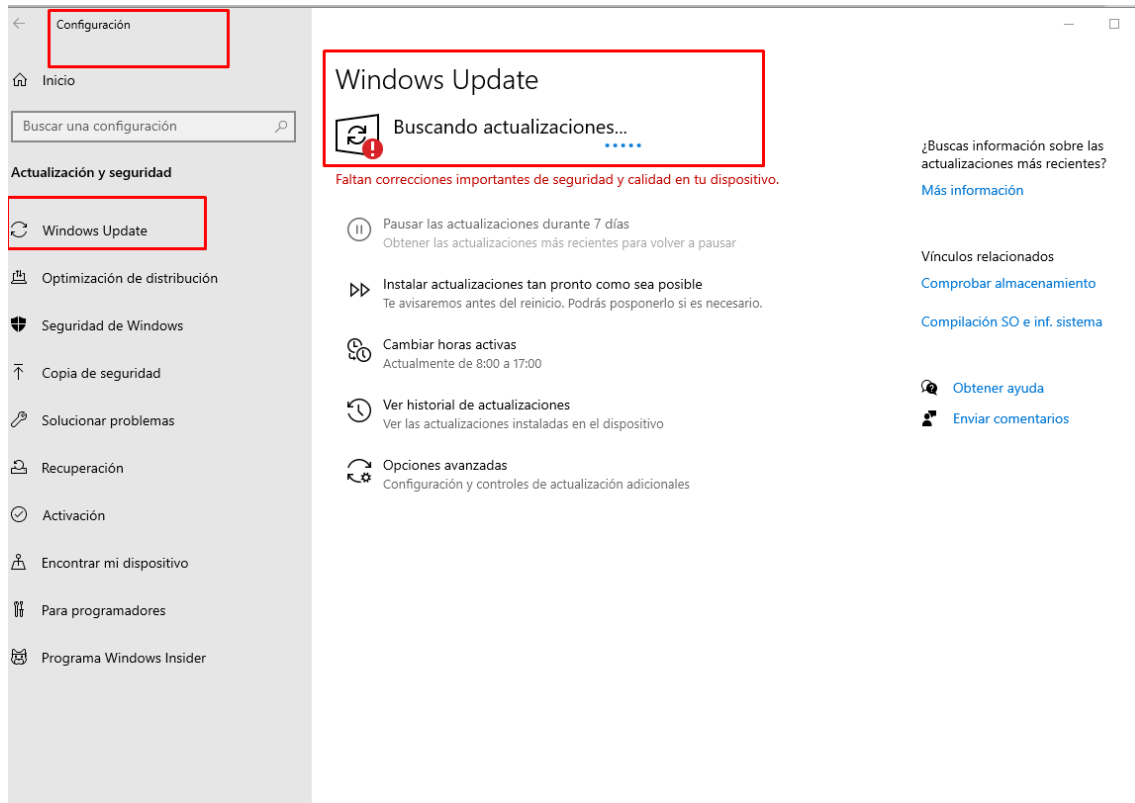 Configuración
Inicio
Buscar una configuración
Actualización y seguridad
Windows Update
Optimización de distribución
Seguridad de Windows
Copia de seguridad
Solucionar problemas
Recuperación
Activación
Encontrar mi dispositivo
Para programadores
Programa Windows Insider
Windows Update
Buscando actualizaciones...
Faltan correcciones importantes de seguridad y calidad en tu dispositivo.
Pausar las actualizaciones durante 7 días
Obtener las actualizaciones más recientes para volver a pausar
Instalar actualizaciones tan pronto como sea posible
Te avisaremos antes del reinicio. Podrás posponerlo si es necesario.
Cambiar horas activas
Actualmente de 8:00 a 17:00
Ver historial de actualizaciones
Ver las actualizaciones instaladas en el dispositivo
Opciones avanzadas
Configuración y controles de actualización adicionales
¿Buscas información sobre las
actualizaciones más recientes?
Más información
Vínculos relacionados
Comprobar almacenamiento
Compilación SO e inf. sistema
Obtener ayuda
Enviar comentarios